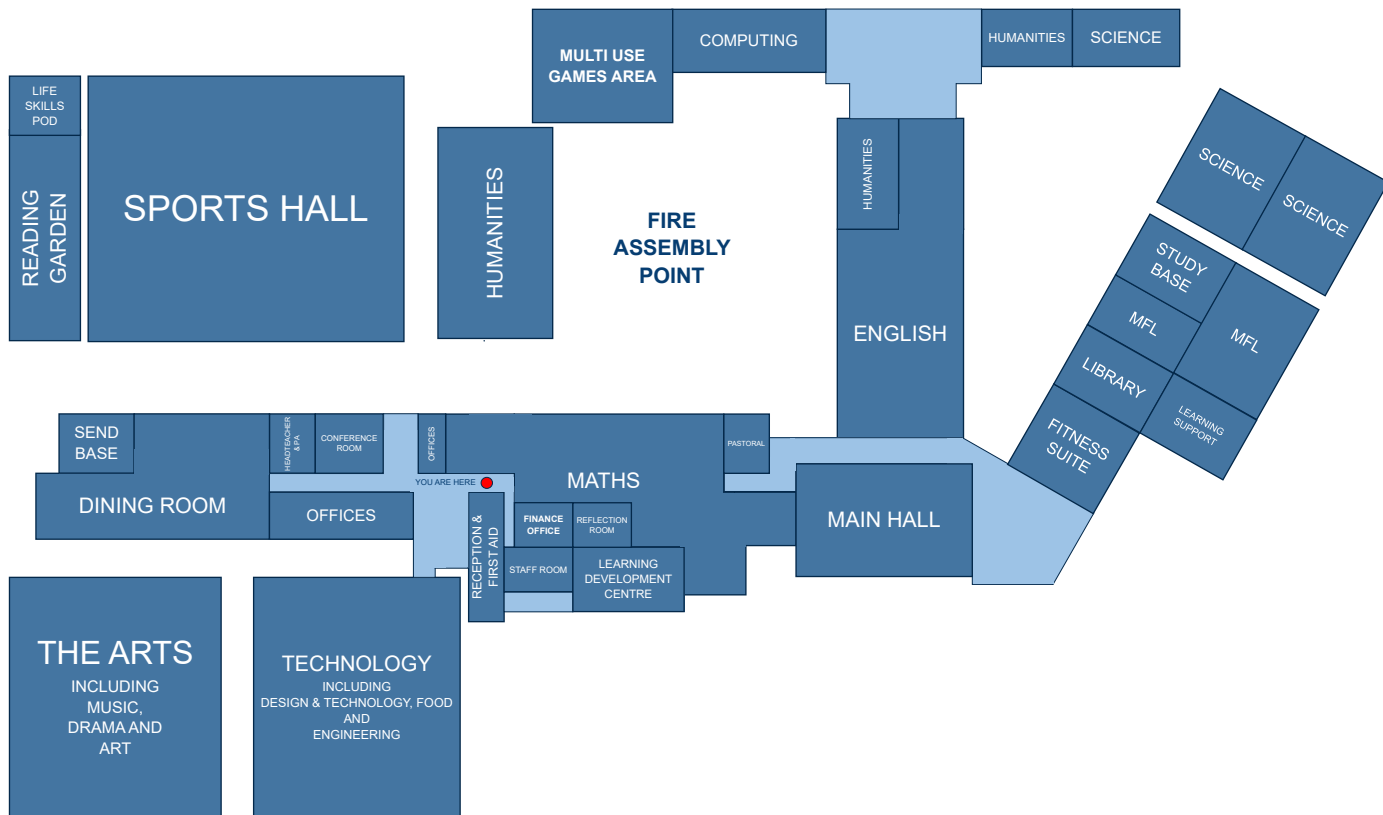 MULTI USE
GAMES AREA
COMPUTING
HUMANITIES
SCIENCE
LIFE
SKILLS
POD
READING
GARDEN
SPORTS HALL
HUMANITIES
FIRE
ASSEMBLY
POINT
HUMANITIES
ENGLISH
SCIENCE
SCIENCE
STUDY
BASE
MFL
MFL
LIBRARY
LEARNING
SUPPORT
FITNESS
SUITE
SEND
BASE
DINING ROOM
HEADTEACHER
& PA
CONFERENCE
ROOM
OFFICES
OFFICES
YOU ARE HERE
RECEPTION &
FIRST AID
MATHS
PASTORAL
FINANCE
OFFICE
REFLECTION
ROOM
STAFF ROOM
LEARNING
DEVELOPMENT
CENTRE
MAIN HALL
THE ARTS
INCLUDING
MUSIC,
DRAMA AND
ART
TECHNOLOGY
INCLUDING
DESIGN & TECHNOLOGY, FOOD
AND
ENGINEERING